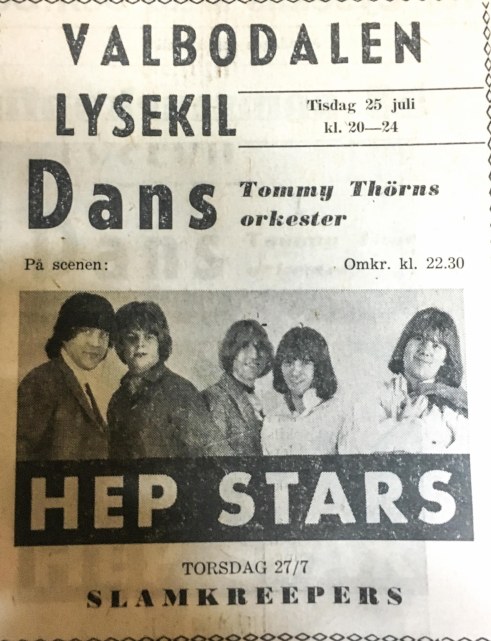 VALBODALEN
LYSEKIL
Tisdag 25 juli
kl. 20—24
Dans
Tommy Thörns
orkester
På scenen:
Omkr. kl. 22.30
HEP STARS
TORSDAG 27/7
SLAMKREEPERS